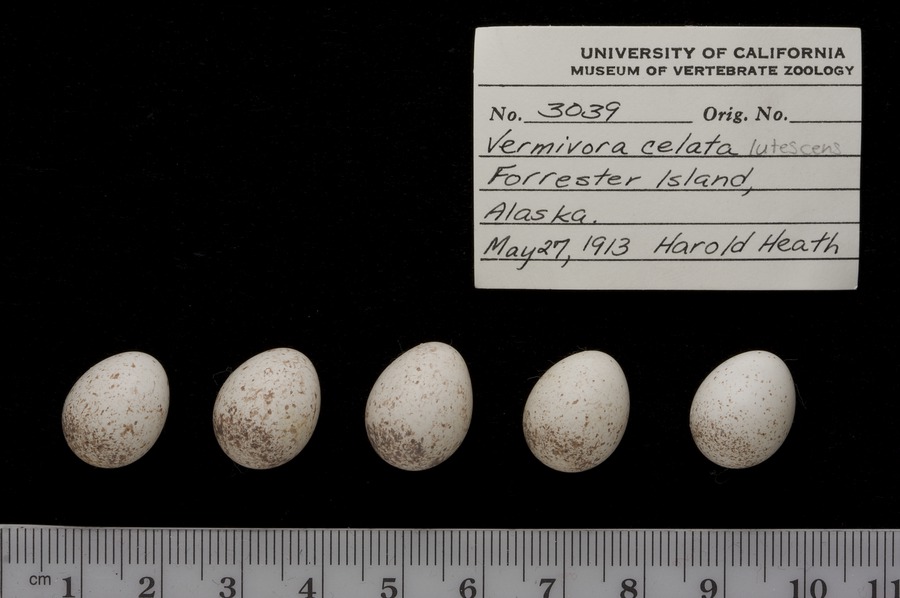 UNIVERSITY OF CALIFORNIA
MUSEUM OF VERTEBRATE ZOOLOGY
No. 3039 Orig. No.
Vermivora celata lutescens
Forrester Island,
Alaska.
May 27, 1913 Harold Heath
cm 1 2 3 4 5 6 7 8 9 10 11